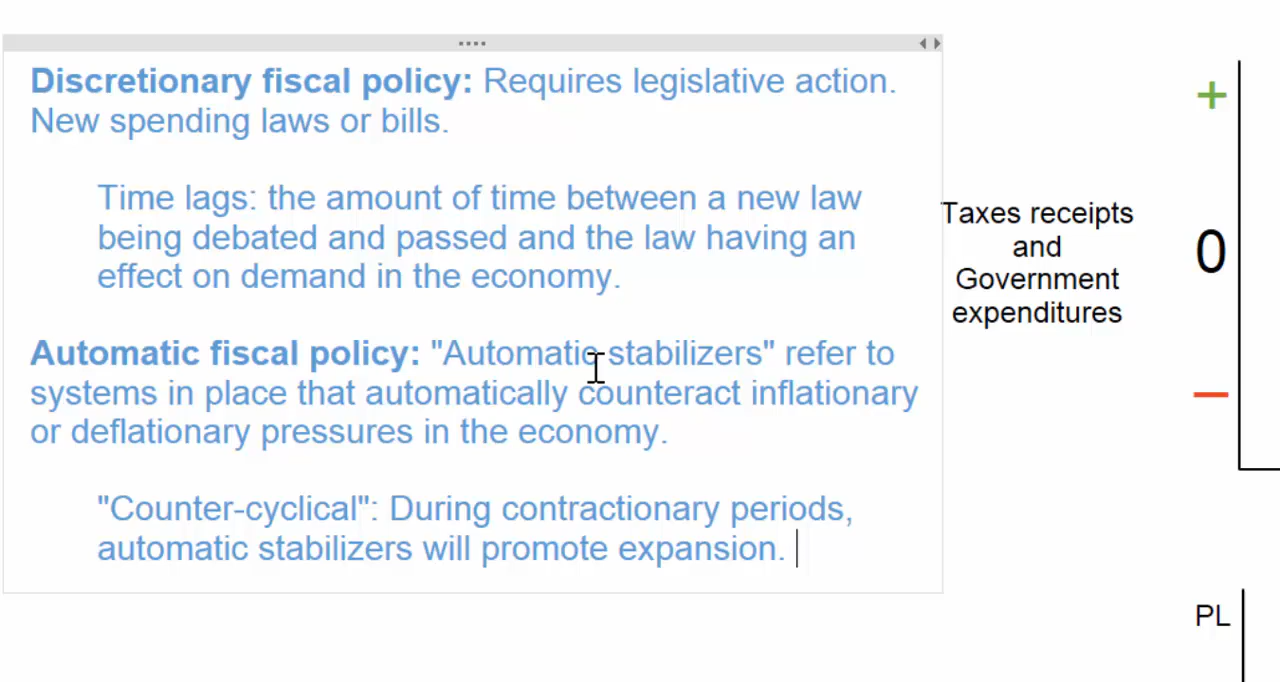 Discretionary fiscal policy: Requires legislative action.
New spending laws or bills.
Time lags: the amount of time between a new law
being debated and passed and the law having an
effect on demand in the economy.
Automatic fiscal policy: "Automatic stabilizers" refer to
systems in place that automatically counteract inflationary
or deflationary pressures in the economy.
"Counter-cyclical": During contractionary periods,
automatic stabilizers will promote expansion.
Taxes receipts
and
Government
expenditures
+
0
−
PL